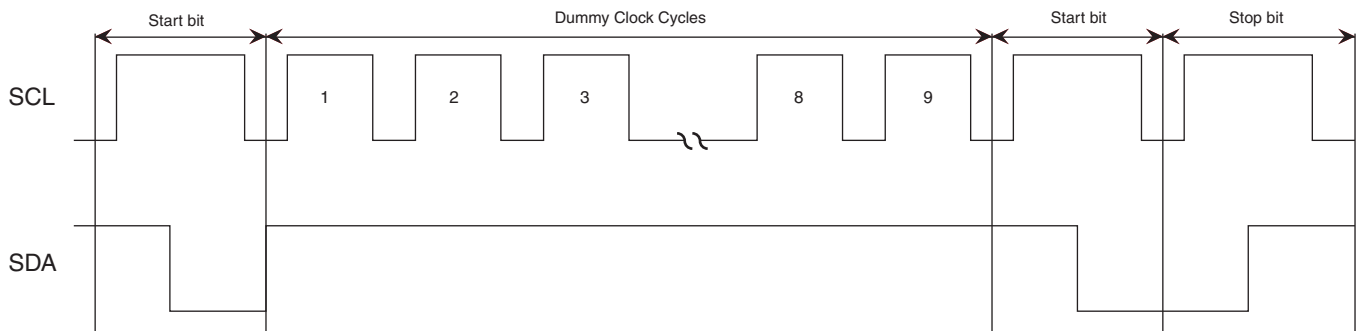 Start bit
Dummy Clock Cycles
Start bit
Stop bit
SCL
1
2
3
8
9
SDA